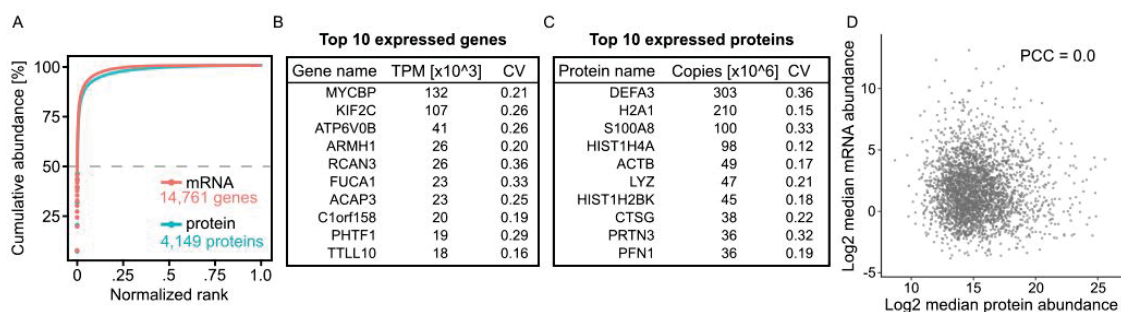 A
Cumulative abundance [%]
100
75
50
25
mRNA
14,761 genes
protein
4,149 proteins
0 .25 .5 .75 1.0
Normalized rank
B
Top 10 expressed genes
Gene name TPM [x10^3] CV
MYCBP 132 0.21
KIF2C 107 0.26
ATP6V0B 41 0.26
ARMH1 26 0.20
RCAN3 26 0.36
FUCA1 23 0.33
ACAP3 23 0.25
C1orf158 20 0.19
PHTF1 19 0.29
TTLL10 18 0.16
C
Top 10 expressed proteins
Protein name Copies [x10^6] CV
DEFA3 303 0.36
H2A1 210 0.15
S100A8 100 0.33
HIST1H4A 98 0.12
ACTB 49 0.17
LYZ 47 0.21
HIST1H2BK 45 0.18
CTSG 38 0.22
PRTN3 36 0.32
PFN1 36 0.19
D
Log2 median mRNA abundance
PCC = 0.0
10
5
0
-5
10 15 20 25
Log2 median protein abundance